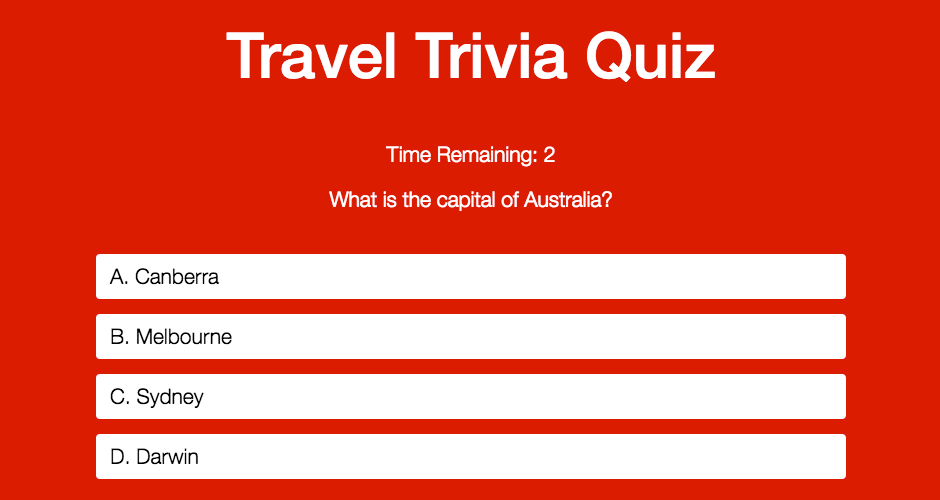 Travel Trivia Quiz
Time Remaining: 2
What is the capital of Australia?
A. Canberra
B. Melbourne
C. Sydney
D. Darwin